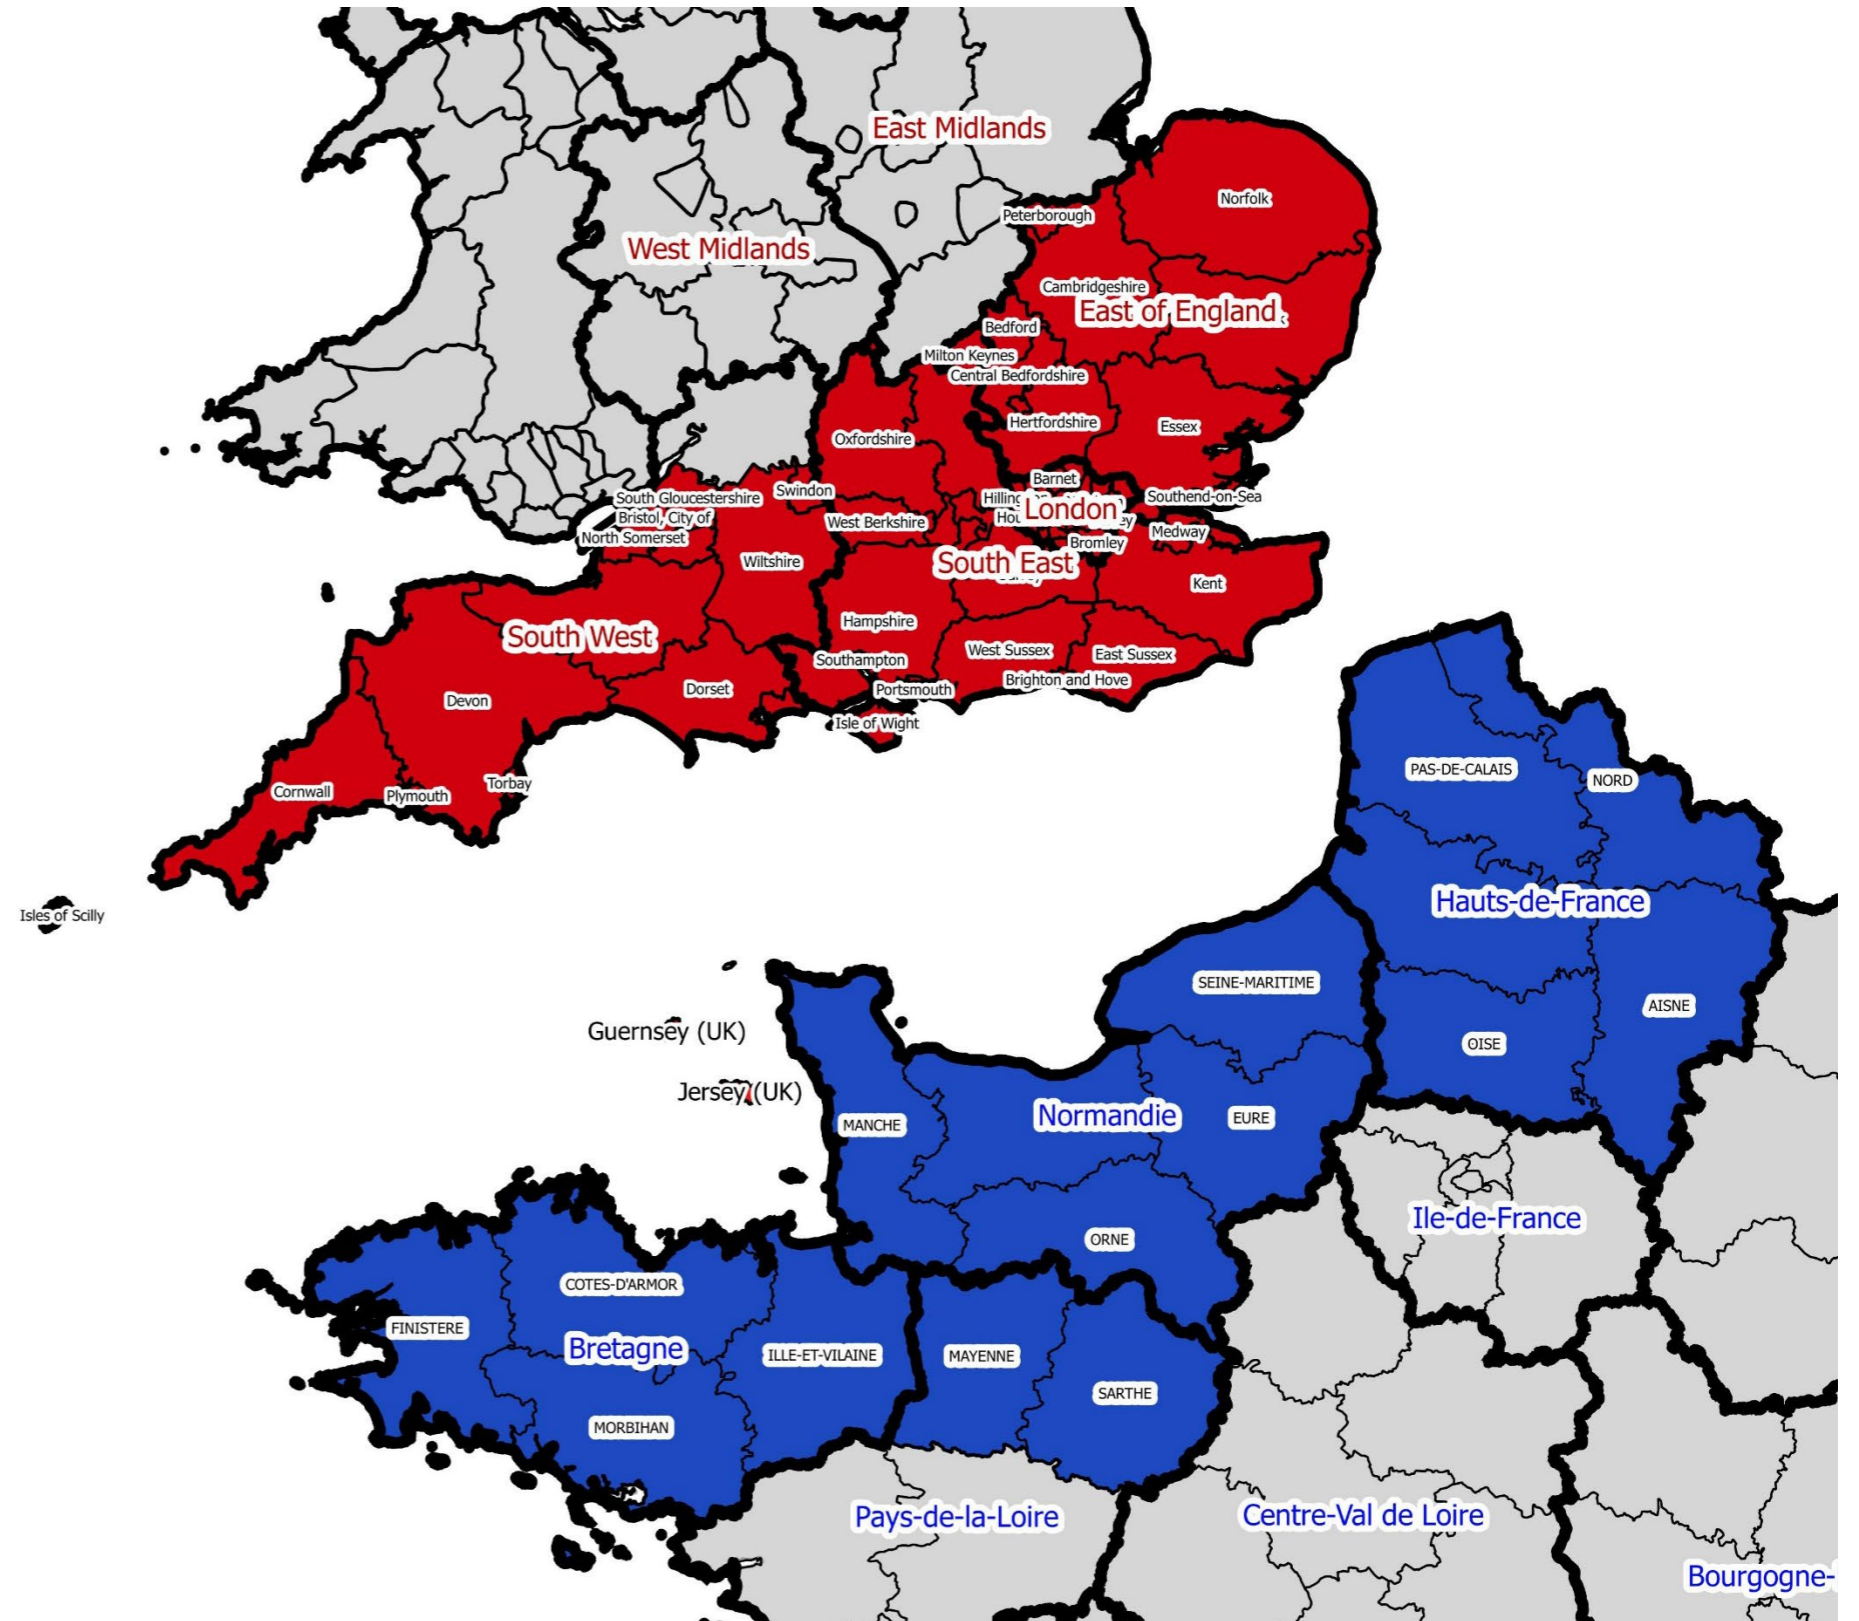 East Midlands
Norfolk
Peterborough
West Midlands
Cambridgeshire
East of England
Bedford
Milton Keynes
Central Bedfordshire
Hertfordshire
Essex
Oxfordshire
Barnet
Swindon
South Gloucestershire
Southend-on-Sea
London
Bristol, City of
West Berkshire
Medway
North Somerset
Bromley
Wiltshire
South East
Kent
Hampshire
South West
West Sussex
East Sussex
Southampton
Brighton and Hove
Dorset
Portsmouth
Devon
Isle of Wight
PAS-DE-CALAIS
NORD
Torbay
Cornwall
Plymouth
Hauts-de-France
Isles of Scilly
SEINE-MARITIME
AISNE
Guernsey (UK)
OISE
Jersey (UK)
Normandie
EURE
MANCHE
Ile-de-France
ORNE
COTES-D'ARMOR
FINISTERE
Bretagne
ILLE-ET-VILAINE
MAYENNE
SARTHE
MORBIHAN
Pays-de-la-Loire
Centre-Val de Loire
Bourgogne-